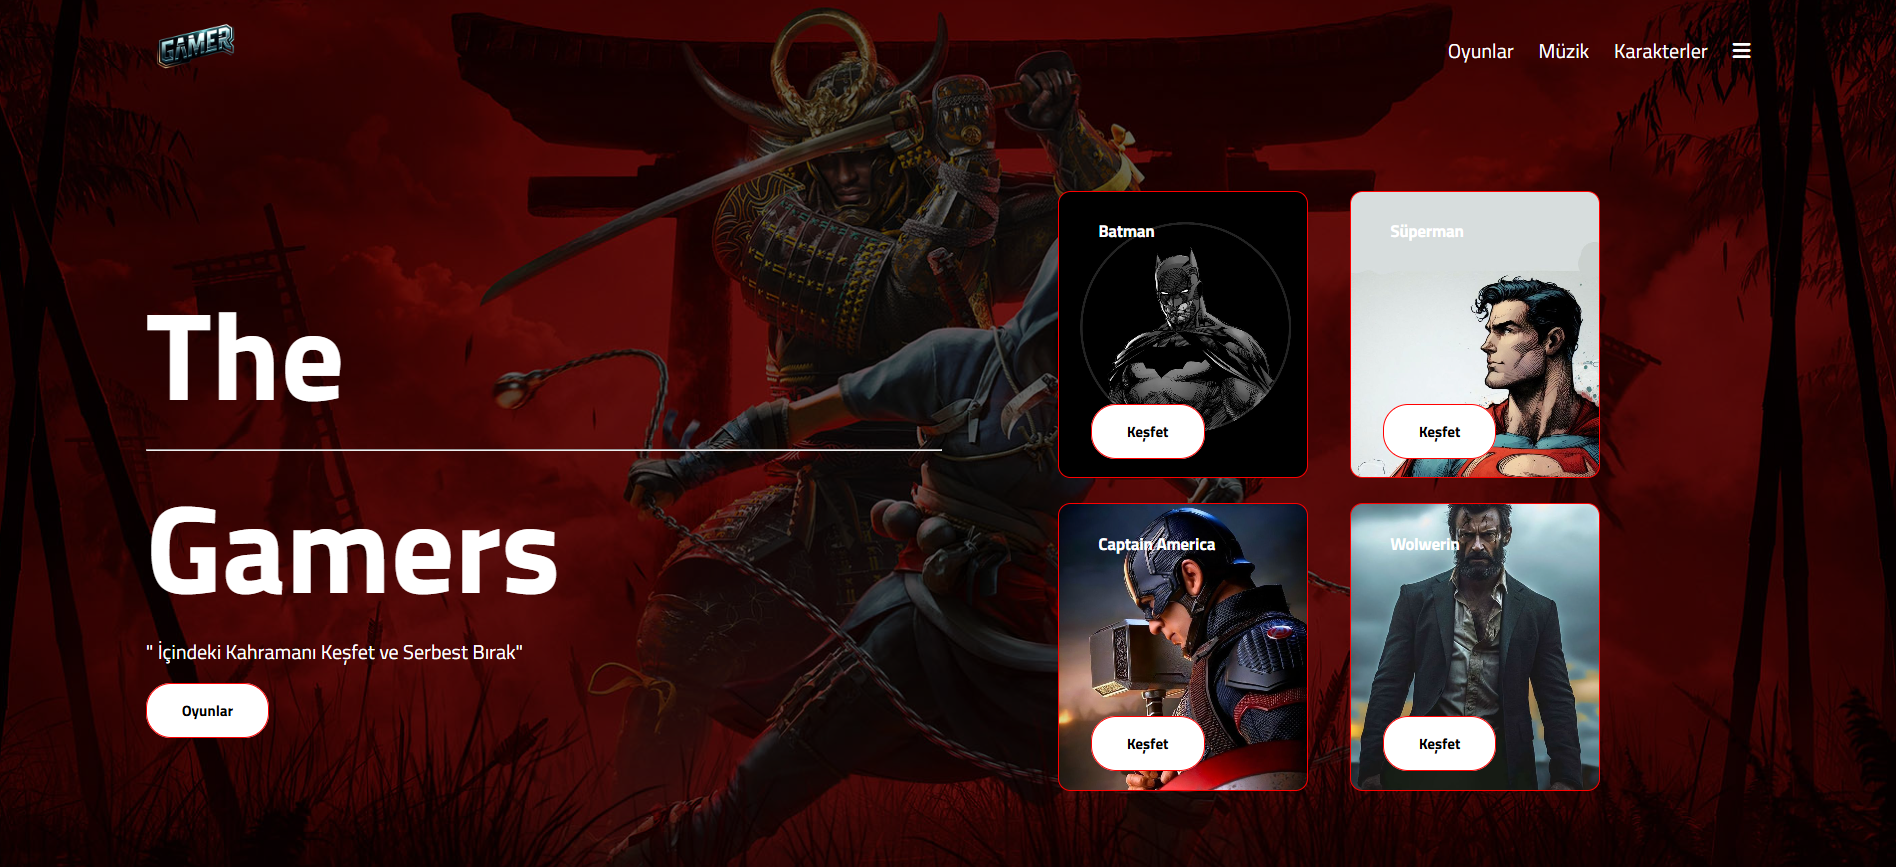 GAMER
Oyunlar Müzik Karakterler
The
Gamers
" İçindeki Kahramanı Keşfet ve Serbest Bırak"
Oyunlar
Batman
Keşfet
Süperman
Keşfet
Captain America
Keşfet
Wolwerin
Keşfet